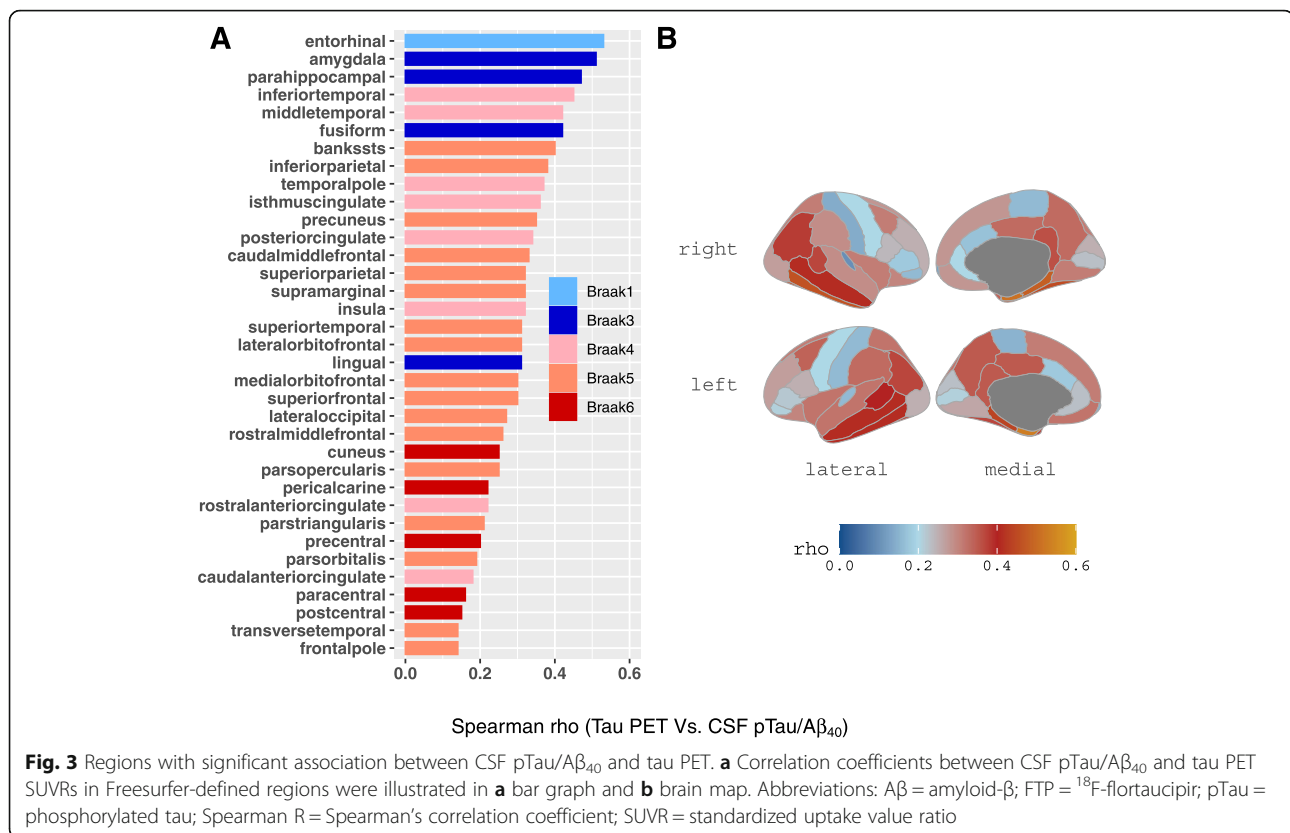 A
B
entorhinal
amygdala
parahippocampal
inferiortemporal
middletemporal
fusiform
bankssts
inferiorparietal
temporalpole
isthmuscingulate
precuneus
posteriorcingulate
caudalmiddlefrontal
superiorparietal
supramarginal
insula
superiortemporal
lateralorbitofrontal
lingual
medialorbitofrontal
superiorfrontal
lateraloccipital
rostralmiddlefrontal
cuneus
parsopercularis
pericalcarine
rostralanteriorcingulate
parstriangularis
precentral
parsorbitalis
caudalanteriorcingulate
paracentral
postcentral
transversetemporal
frontalpole
0.0 0.2 0.4 0.6
Spearman rho (Tau PET Vs. CSF pTau/Aβ₄₀)
Braak1
Braak3
Braak4
Braak5
Braak6
right
left
lateral medial
rho
0.0 0.2 0.4 0.6
Fig. 3 Regions with significant association between CSF pTau/Aβ₄₀ and tau PET. a Correlation coefficients between CSF pTau/Aβ₄₀ and tau PET
SUVRs in Freesurfer-defined regions were illustrated in a bar graph and b brain map. Abbreviations: Aβ = amyloid-β; FTP = ¹⁸F-flortaucipir; pTau =
phosphorylated tau; Spearman R = Spearman's correlation coefficient; SUVR = standardized uptake value ratio